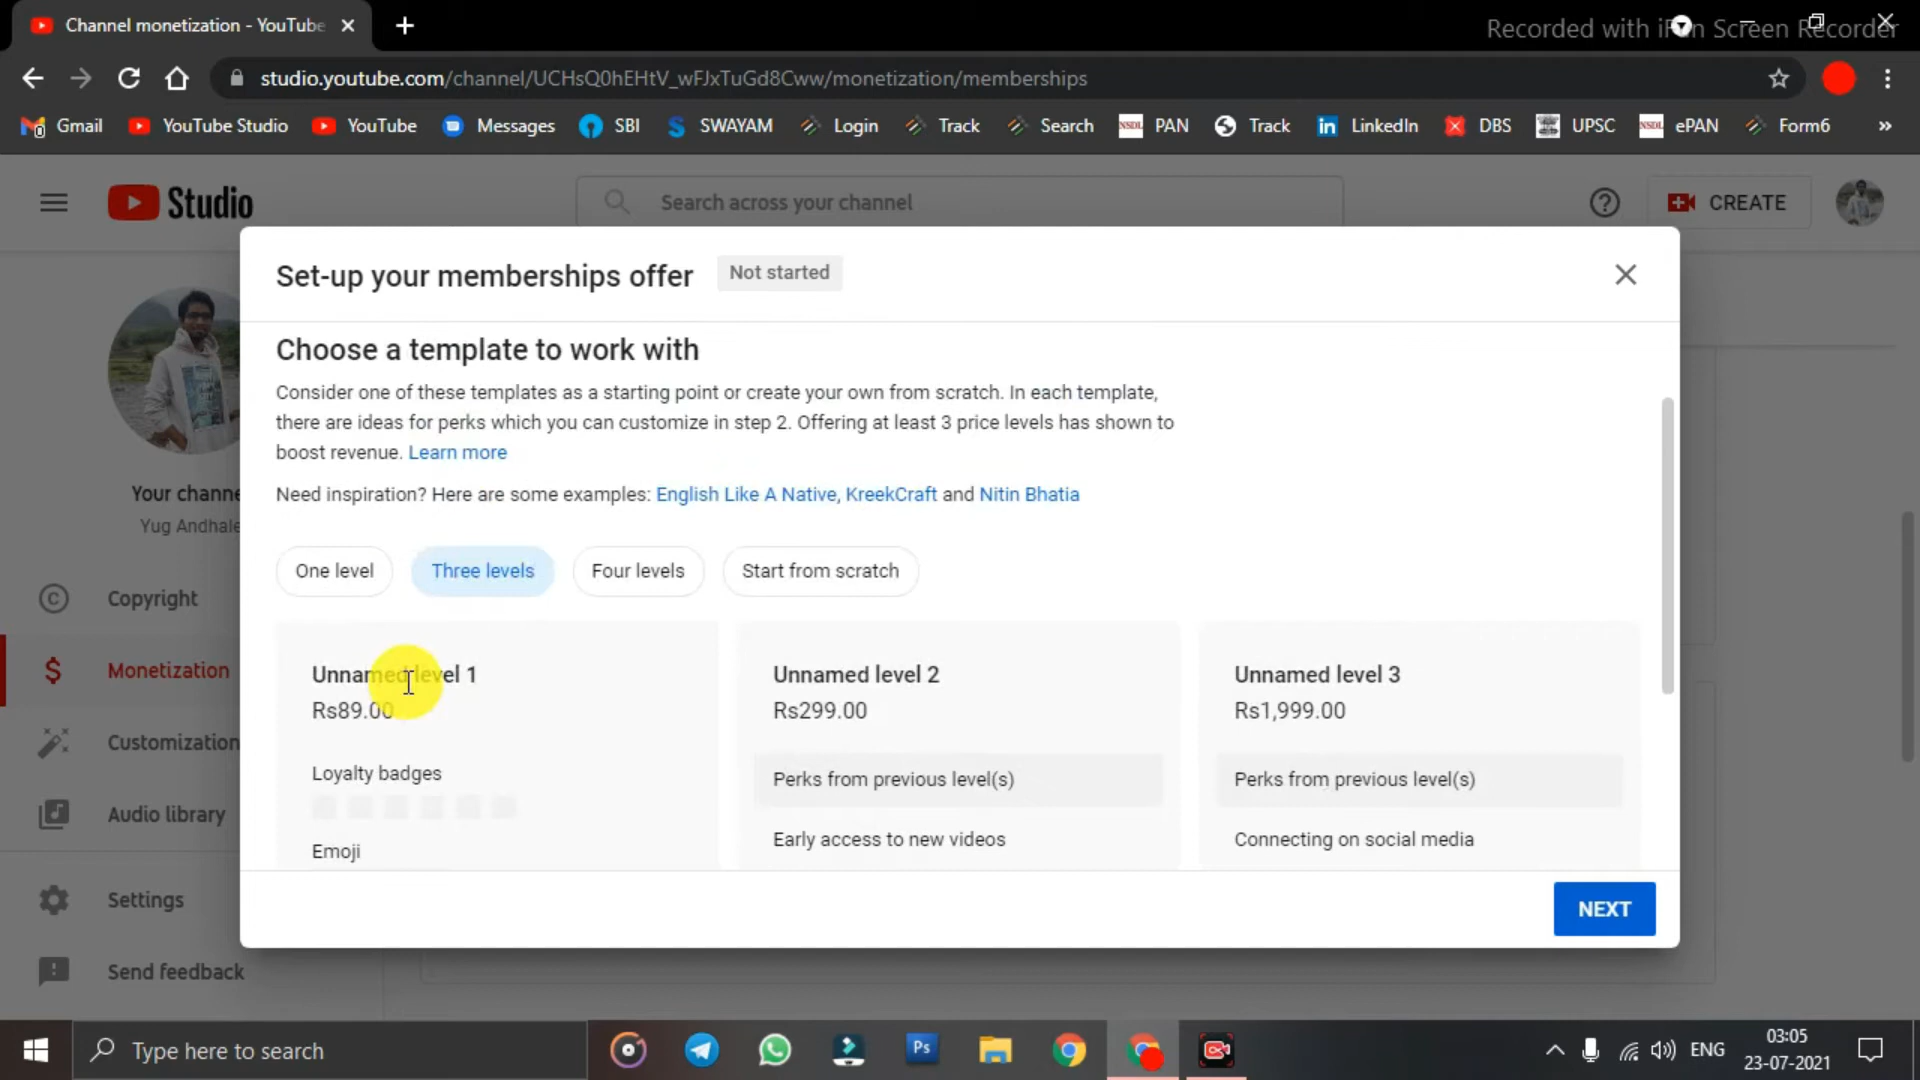 Channel monetization - YouTube
Recorded with iFun Screen Recorder
studio.youtube.com/channel/UCHsQ0hEHtV_wFJxTuGd8Cww/monetization/memberships
Gmail YouTube Studio YouTube Messages SBI SWAYAM Login Track Search PAN Track LinkedIn DBS UPSC ePAN Form6 »
Studio
Search across your channel
CREATE
Your channe
Yug Andhale
Copyright
Monetization
Customization
Audio library
Settings
Send feedback
Set-up your memberships offer
Not started
Choose a template to work with
Consider one of these templates as a starting point or create your own from scratch. In each template,
there are ideas for perks which you can customize in step 2. Offering at least 3 price levels has shown to
boost revenue. Learn more
Need inspiration? Here are some examples: English Like A Native, KreekCraft and Nitin Bhatia
One level
Three levels
Four levels
Start from scratch
Unnamed level 1
Rs89.00
Loyalty badges
Emoji
Unnamed level 2
Rs299.00
Perks from previous level(s)
Early access to new videos
Unnamed level 3
Rs1,999.00
Perks from previous level(s)
Connecting on social media
NEXT
Type here to search
Ps
ENG
03:05
23-07-2021